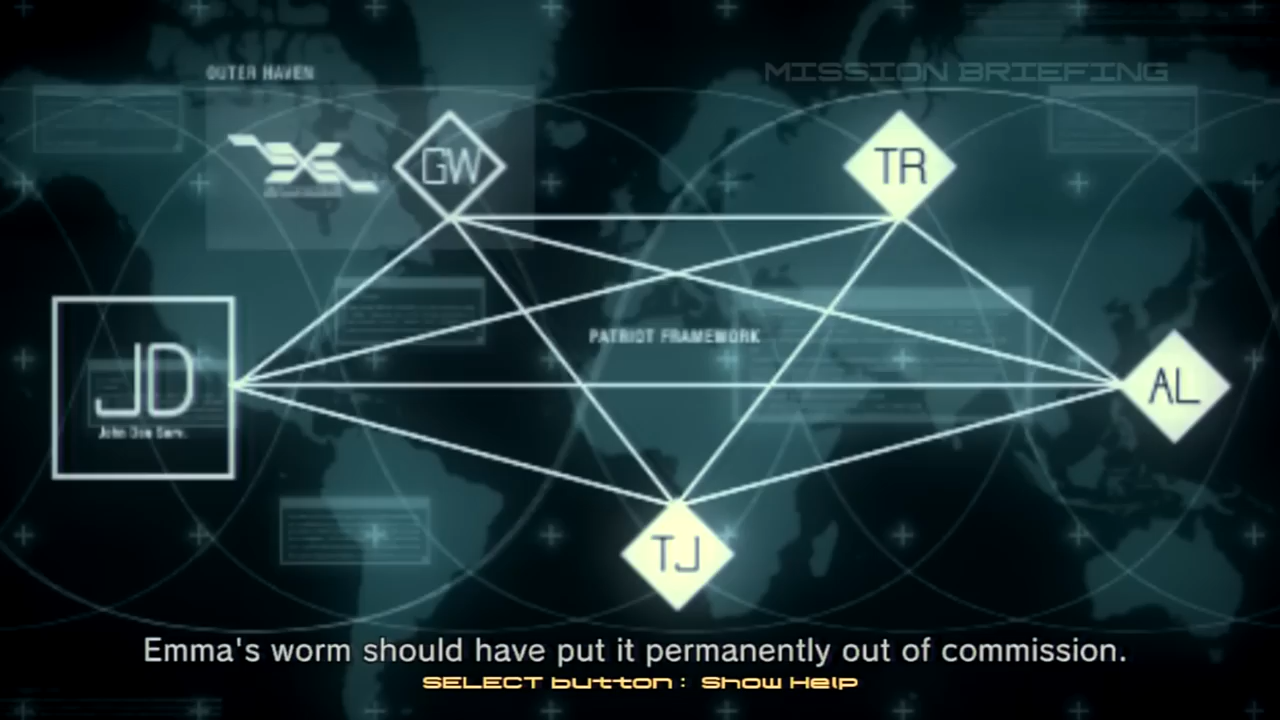 OUTER HAVEN
MISSION BRIEFING
GW
TR
PATRIOT FRAMEWORK
JD
John Doe Serv.
AL
TJ
Emma's worm should have put it permanently out of commission.
SELECT button : Show Help